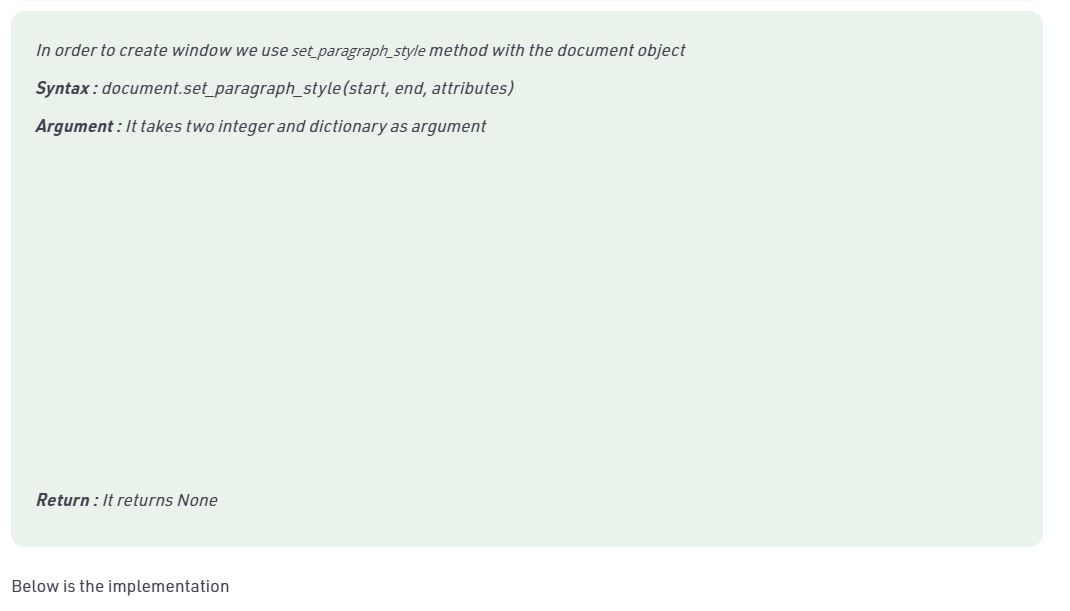 In order to create window we use set_paragraph_style method with the document object
Syntax : document.set_paragraph_style(start, end, attributes)
Argument : It takes two integer and dictionary as argument
Return : It returns None
Below is the implementation